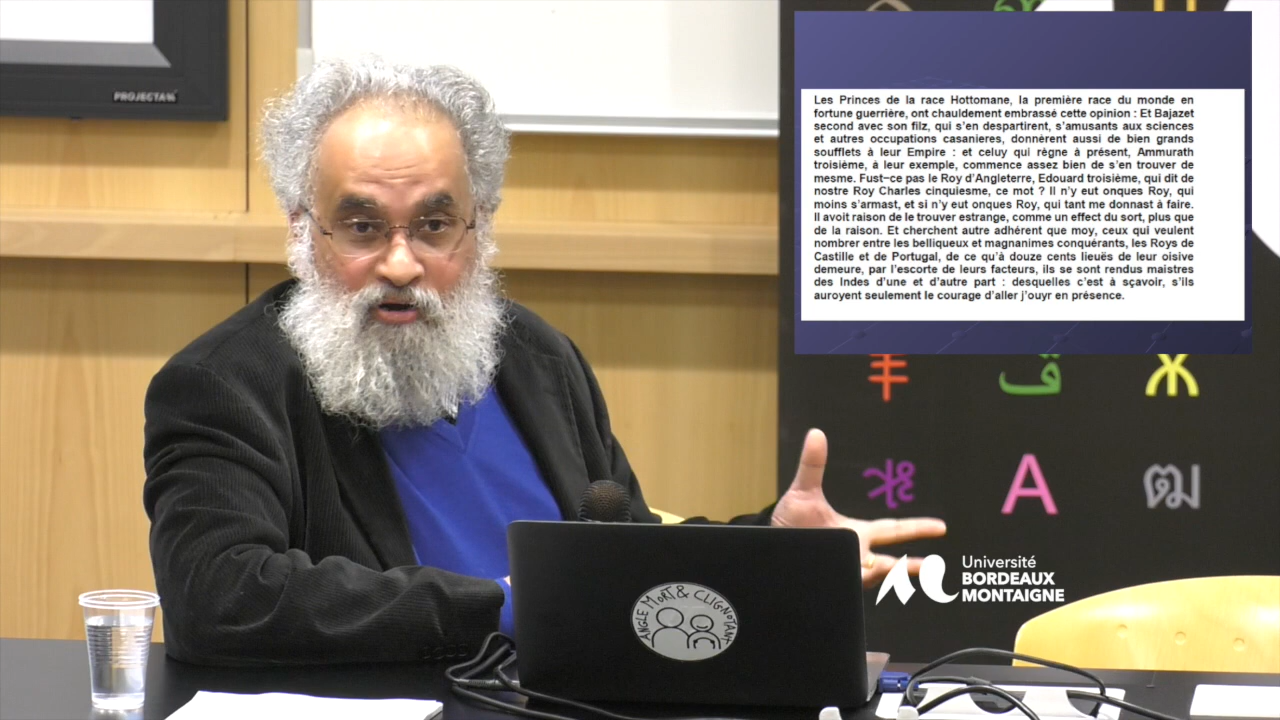 PROJECTA
Les Princes de la race Hottomane, la première race du monde en
fortune guerrière, ont chauldement embrassé cette opinion : Et Bajazet
second avec son filz, qui s'en despartirent, s'amusants aux sciences
et autres occupations casanieres, donnèrent aussi de bien grands
soufflets à leur Empire : et celuy qui règne à présent, Ammurath
troisième, à leur exemple, commence assez bien de s'en trouver de
mesme. Fust-ce pas le Roy d'Angleterre, Edouard troisième, qui dit de
nostre Roy Charles cinquiesme, ce mot ? Il n'y eut onques Roy, qui
moins s'armast, et si n'y eut onques Roy, qui tant me donnast à faire.
Il avoit raison de le trouver estrange, comme un effect du sort, plus que
de la raison. Et cherchent autre adhérent que moy, ceux qui veulent
nombrer entre les belliqueux et magnanimes conquérants, les Roys de
Castille et de Portugal, de ce qu'à douze cents lieuës de leur oisive
demeure, par l'escorte de leurs facteurs, ils se sont rendus maistres
des Indes d'une et d'autre part : desquelles c'est à sçavoir, s'ils
auroyent seulement le courage d'aller j'ouyr en présence.
ڨ Ѫ
A ฒ
Université
BORDEAUX
MONTAIGNE
ANGLE MORT & CLIGNOTANT